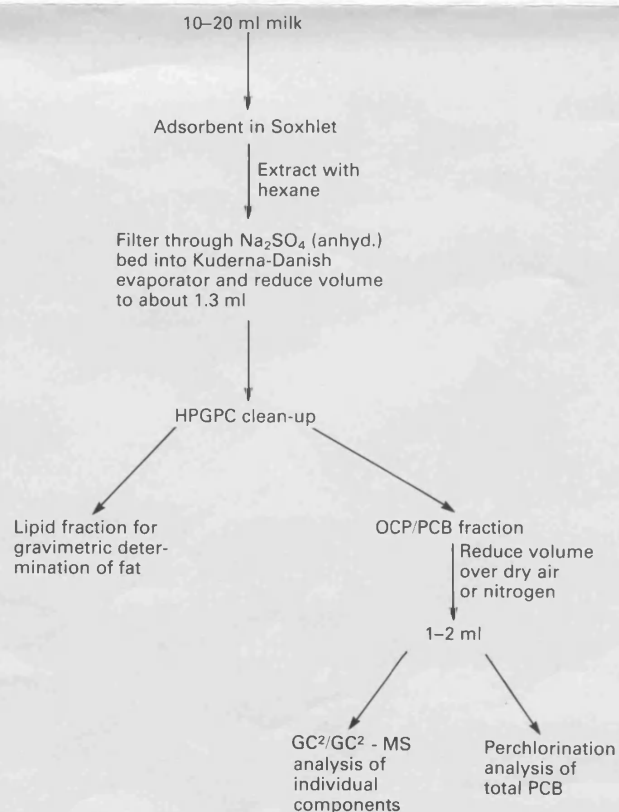 10–20 ml milk
Adsorbent in Soxhlet
Extract with
hexane
Filter through Na₂SO₄ (anhyd.)
bed into Kuderna-Danish
evaporator and reduce volume
to about 1.3 ml
HPGPC clean-up
Lipid fraction for
gravimetric deter-
mination of fat
OCP/PCB fraction
Reduce volume
over dry air
or nitrogen
1–2 ml
GC²/GC² - MS
analysis of
individual
components
Perchlorination
analysis of
total PCB